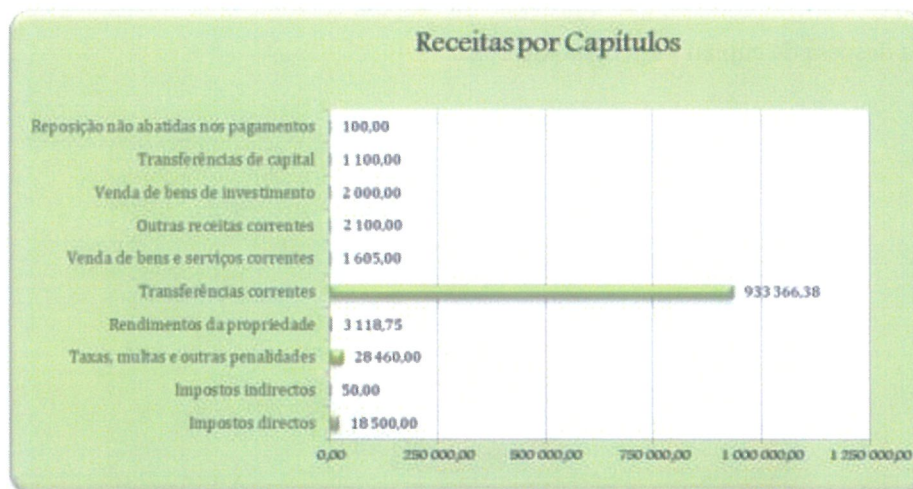 Receitas por Capítulos
Reposição não abatidas nos pagamentos 100,00
Transferências de capital 1 100,00
Venda de bens de investimento 2 000,00
Outras receitas correntes 2 100,00
Venda de bens e serviços correntes 1 605,00
Transferências correntes 933 366,38
Rendimentos da propriedade 3 118,75
Taxas, multas e outras penalidades 28 460,00
Impostos indirectos 50,00
Impostos directos 18 500,00
0,00 250 000,00 500 000,00 750 000,00 1 000 000,00 1 250 000,00